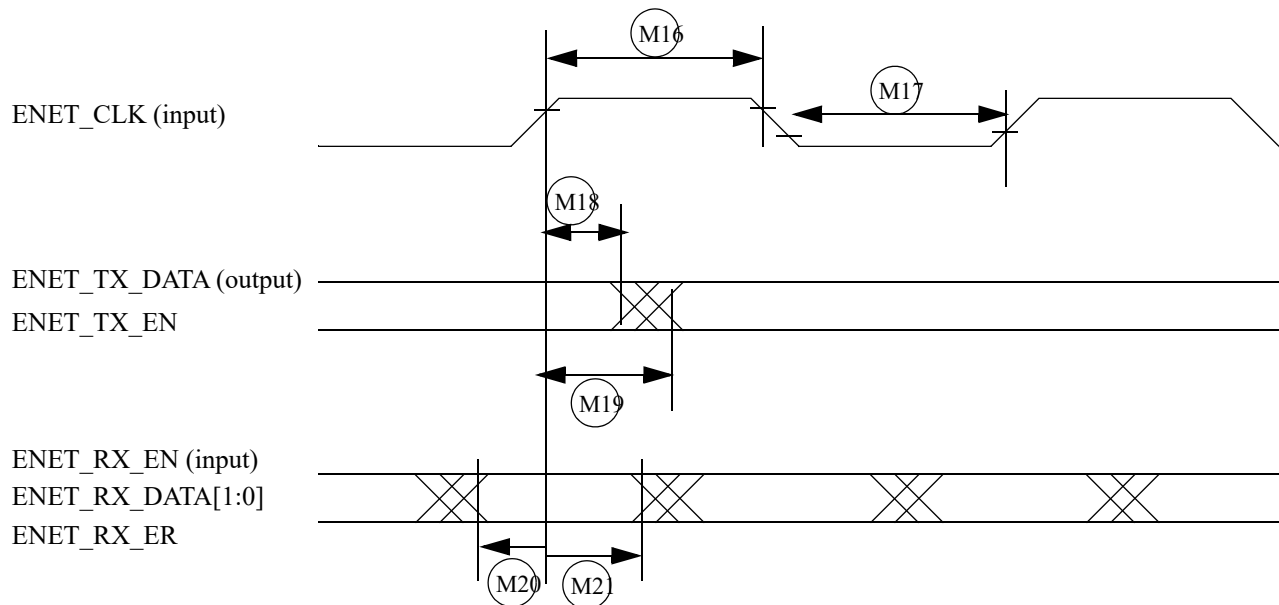 M16
ENET_CLK (input)
M17
M18
ENET_TX_DATA (output)
ENET_TX_EN
M19
ENET_RX_EN (input)
ENET_RX_DATA[1:0]
ENET_RX_ER
M20
M21